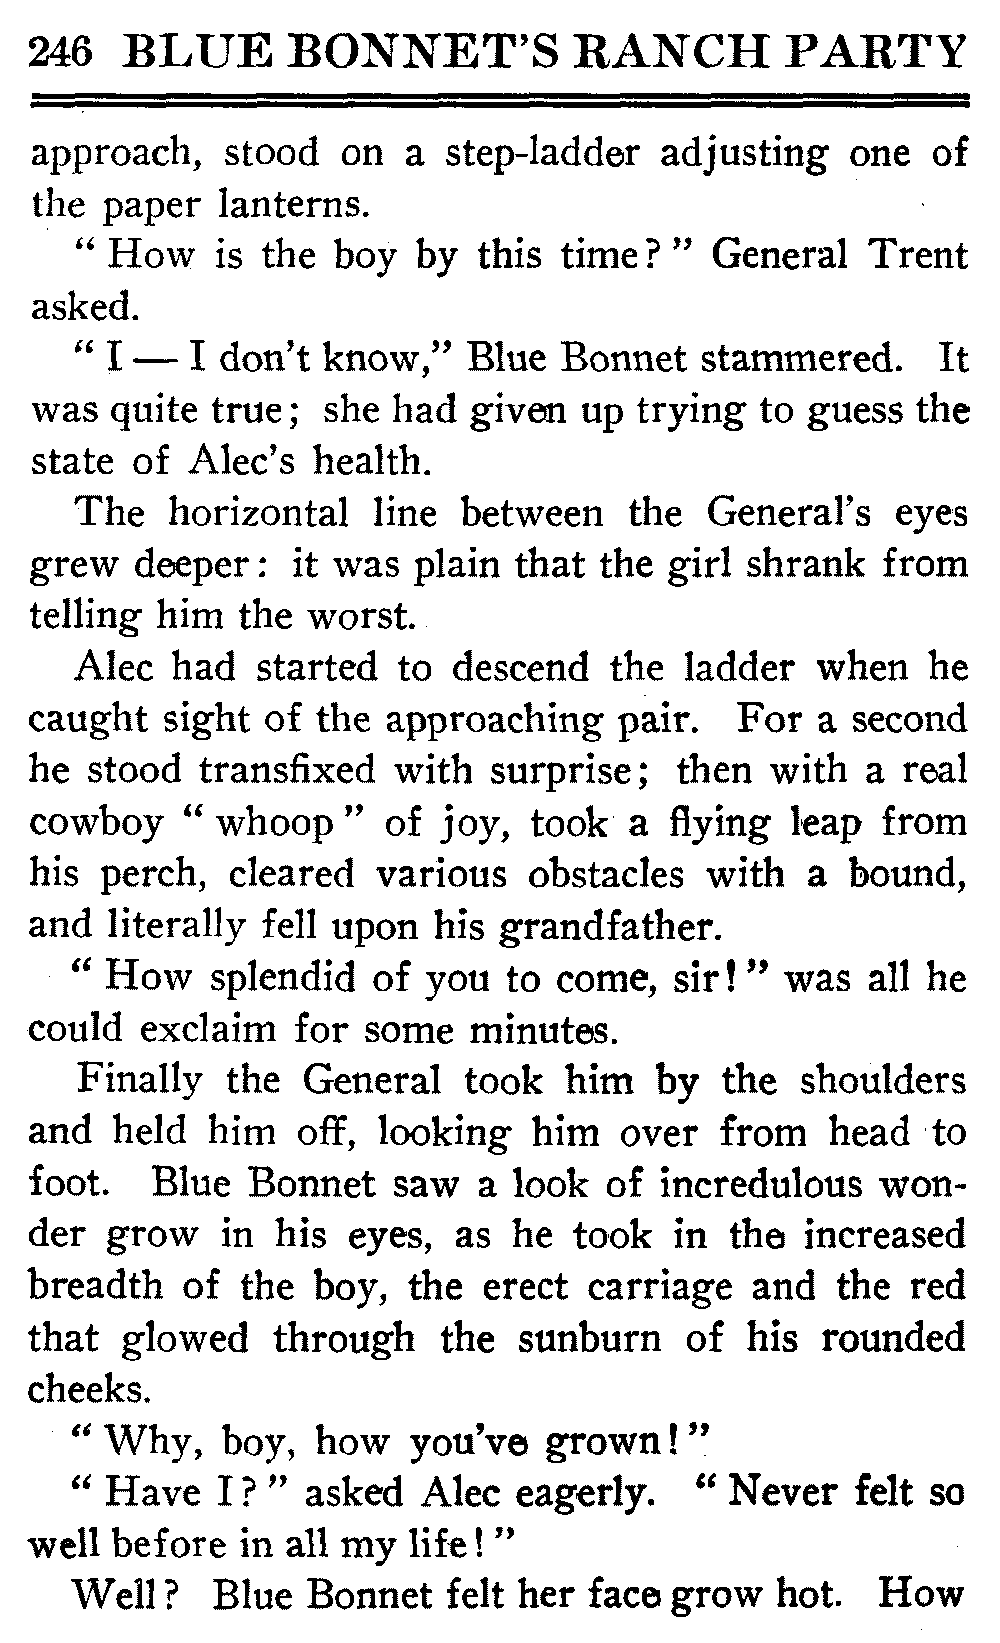 246 BLUE BONNET'S RANCH PARTY
approach, stood on a step-ladder adjusting one of
the paper lanterns.
" How is the boy by this time? " General Trent
asked.
" I — I don't know," Blue Bonnet stammered. It
was quite true; she had given up trying to guess the
state of Alec's health.
The horizontal line between the General's eyes
grew deeper: it was plain that the girl shrank from
telling him the worst.
Alec had started to descend the ladder when he
caught sight of the approaching pair. For a second
he stood transfixed with surprise; then with a real
cowboy " whoop " of joy, took a flying leap from
his perch, cleared various obstacles with a bound,
and literally fell upon his grandfather.
" How splendid of you to come, sir! " was all he
could exclaim for some minutes.
Finally the General took him by the shoulders
and held him off, looking him over from head to
foot. Blue Bonnet saw a look of incredulous won-
der grow in his eyes, as he took in the increased
breadth of the boy, the erect carriage and the red
that glowed through the sunburn of his rounded
cheeks.
" Why, boy, how you've grown! "
" Have I? " asked Alec eagerly. " Never felt so
well before in all my life! "
Well? Blue Bonnet felt her face grow hot. How